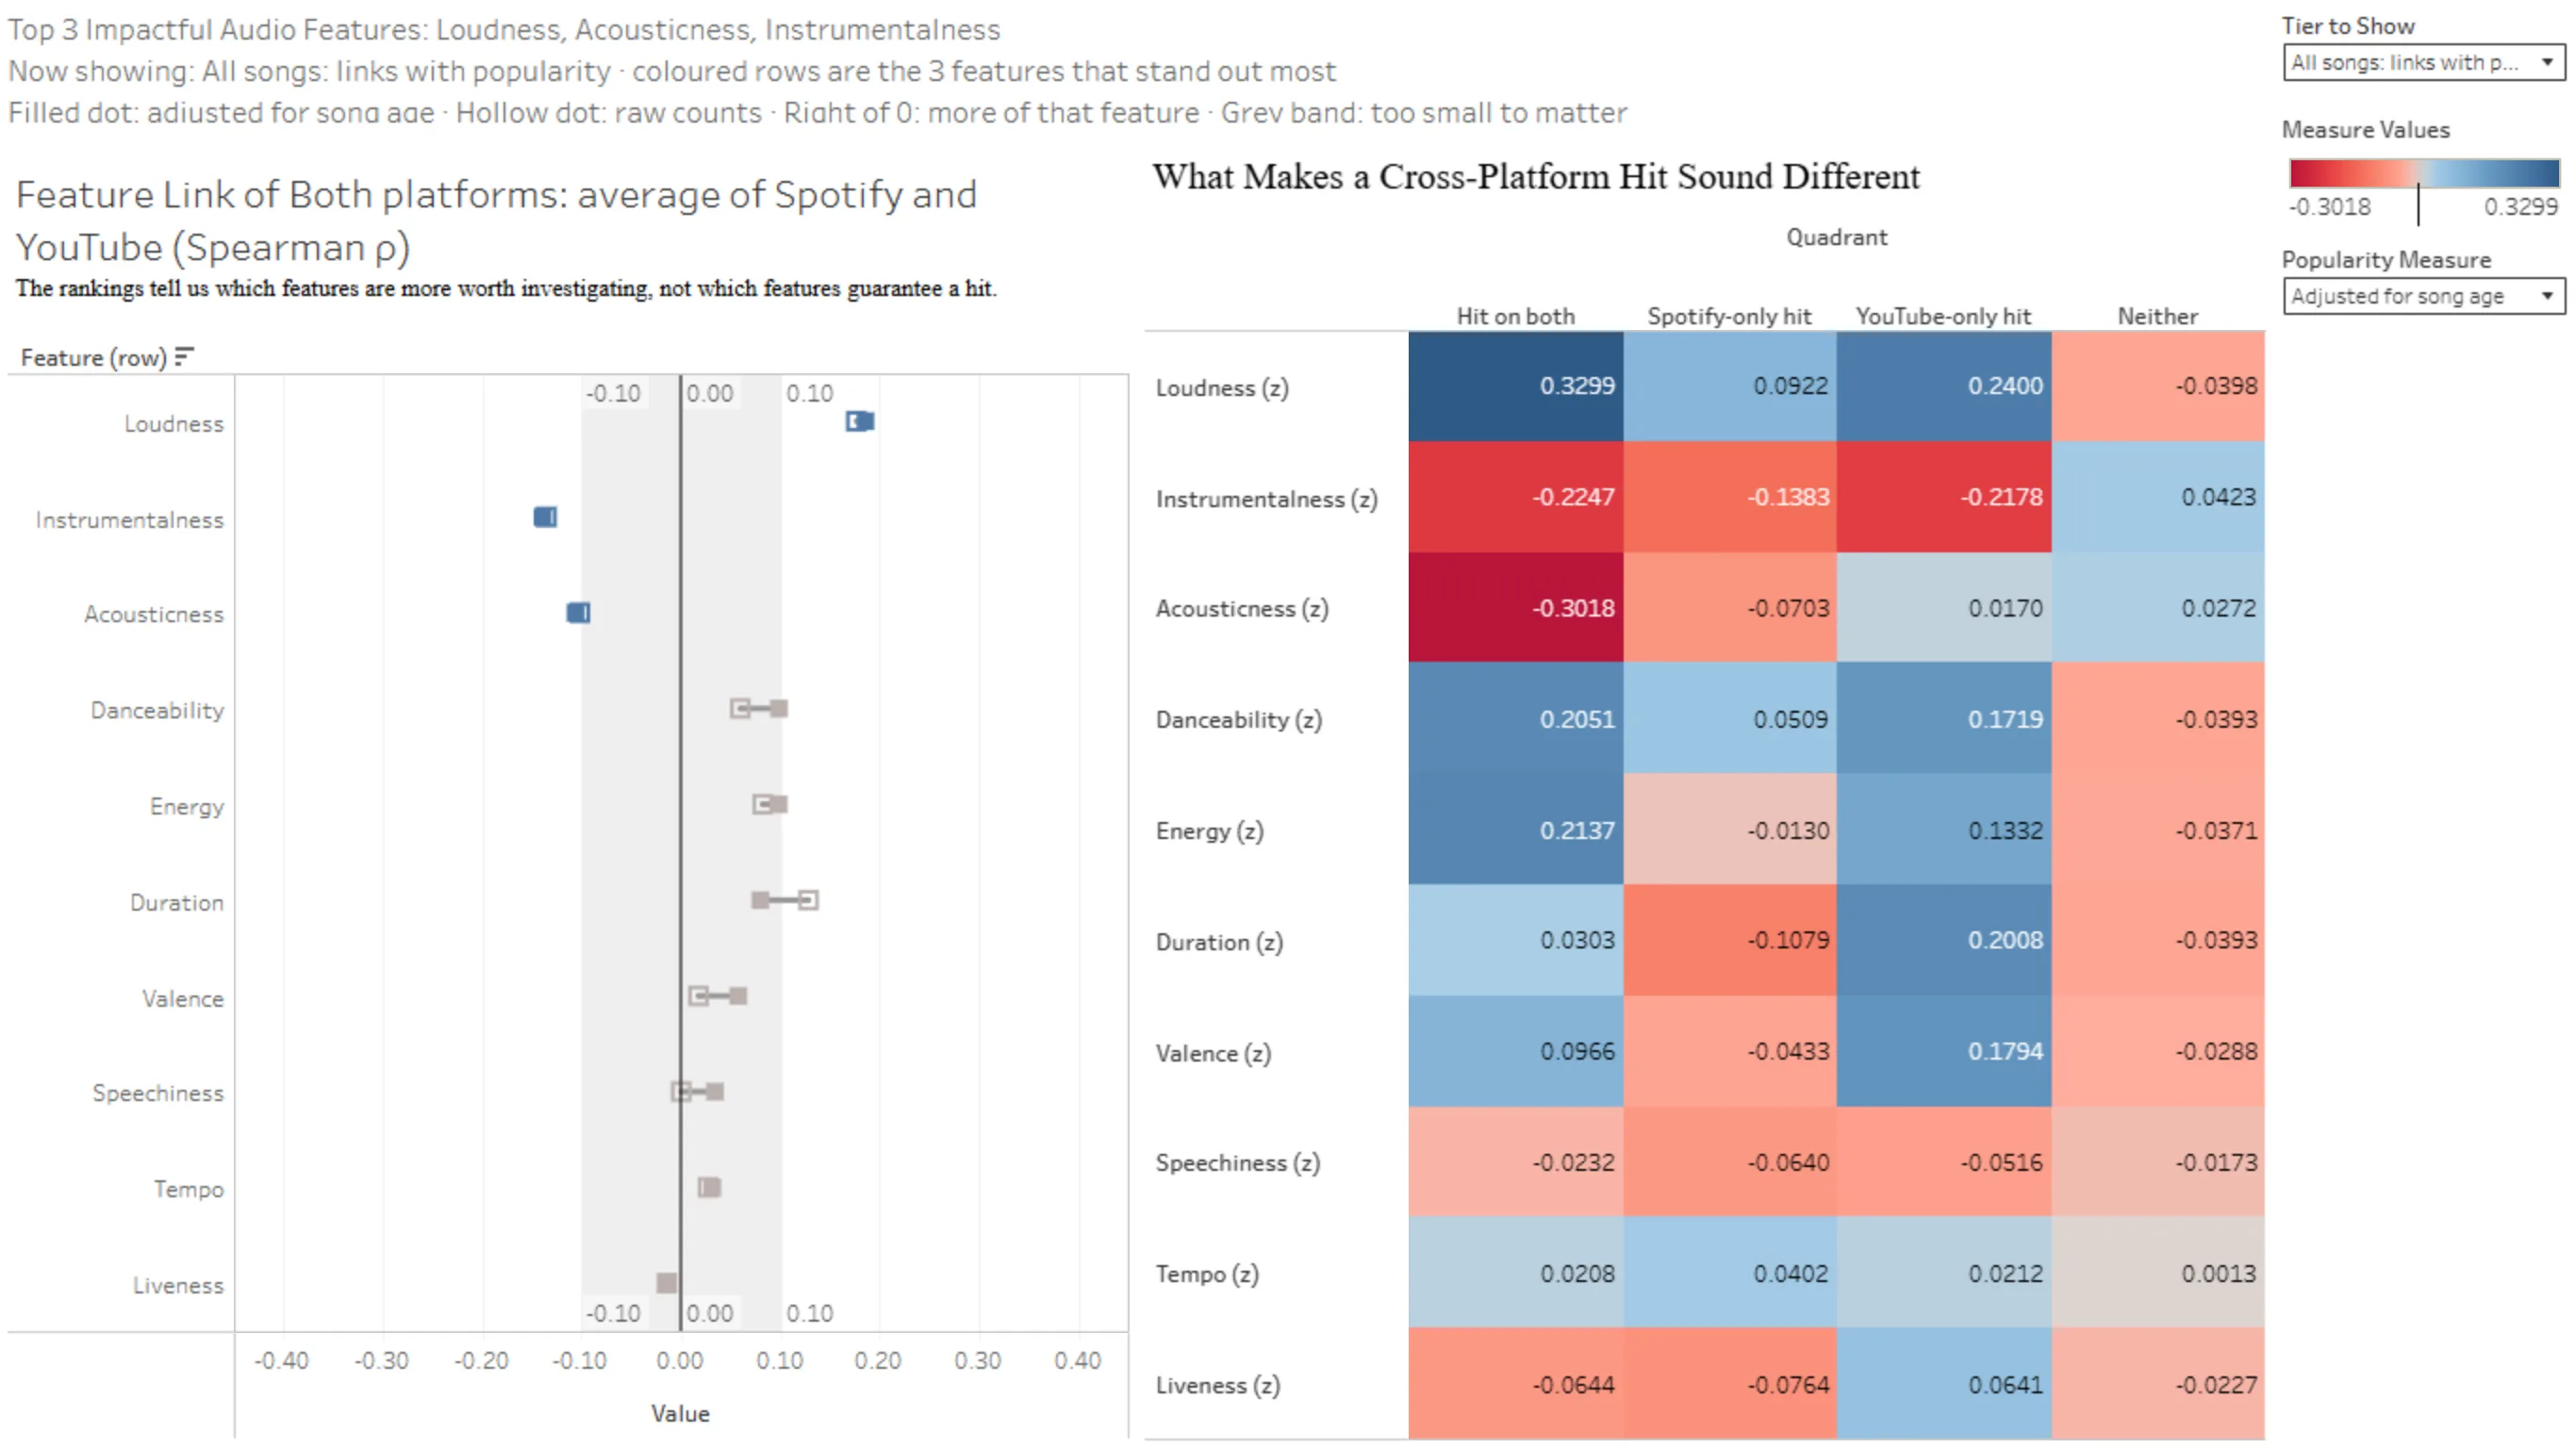 Top 3 Impactful Audio Features: Loudness, Acousticness, Instrumentalness
Now showing: All songs: links with popularity · coloured rows are the 3 features that stand out most
Filled dot: adjusted for song age · Hollow dot: raw counts · Right of 0: more of that feature · Grey band: too small to matter
Feature Link of Both platforms: average of Spotify and
YouTube (Spearman ρ)
The rankings tell us which features are more worth investigating, not which features guarantee a hit.
Feature (row)
-0.10 0.00 0.10
Loudness
Instrumentalness
Acousticness
Danceability
Energy
Duration
Valence
Speechiness
Tempo
Liveness
-0.10 0.00 0.10
-0.40 -0.30 -0.20 -0.10 0.00 0.10 0.20 0.30 0.40
Value
What Makes a Cross-Platform Hit Sound Different
Quadrant
Hit on both Spotify-only hit YouTube-only hit Neither
Loudness (z) 0.3299 0.0922 0.2400 -0.0398
Instrumentalness (z) -0.2247 -0.1383 -0.2178 0.0423
Acousticness (z) -0.3018 -0.0703 0.0170 0.0272
Danceability (z) 0.2051 0.0509 0.1719 -0.0393
Energy (z) 0.2137 -0.0130 0.1332 -0.0371
Duration (z) 0.0303 -0.1079 0.2008 -0.0393
Valence (z) 0.0966 -0.0433 0.1794 -0.0288
Speechiness (z) -0.0232 -0.0640 -0.0516 -0.0173
Tempo (z) 0.0208 0.0402 0.0212 0.0013
Liveness (z) -0.0644 -0.0764 0.0641 -0.0227
Tier to Show
All songs: links with p...
Measure Values
-0.3018 0.3299
Popularity Measure
Adjusted for song age